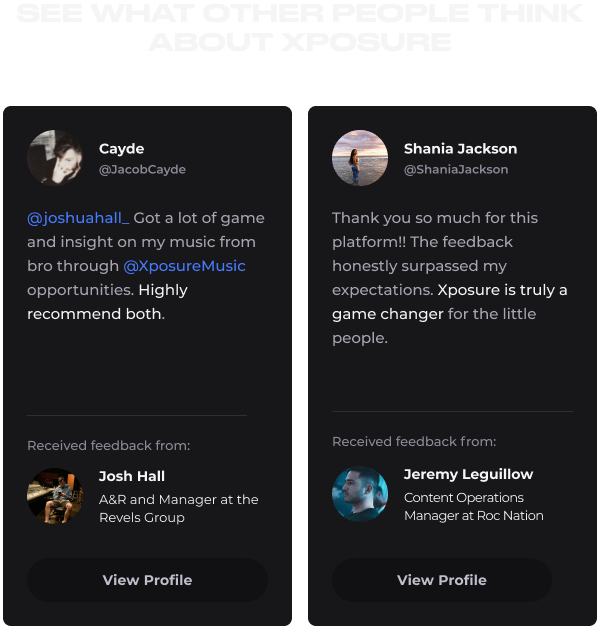 SEE WHAT OTHER PEOPLE THINK
ABOUT XPOSURE
Cayde
@JacobCayde
@joshuahall_ Got a lot of game
and insight on my music from
bro through @XposureMusic
opportunities. Highly
recommend both.
Received feedback from:
Josh Hall
A&R and Manager at the
Revels Group
View Profile
Shania Jackson
@ShaniaJackson
Thank you so much for this
platform!! The feedback
honestly surpassed my
expectations. Xposure is truly a
game changer for the little
people.
Received feedback from:
Jeremy Leguillow
Content Operations
Manager at Roc Nation
View Profile